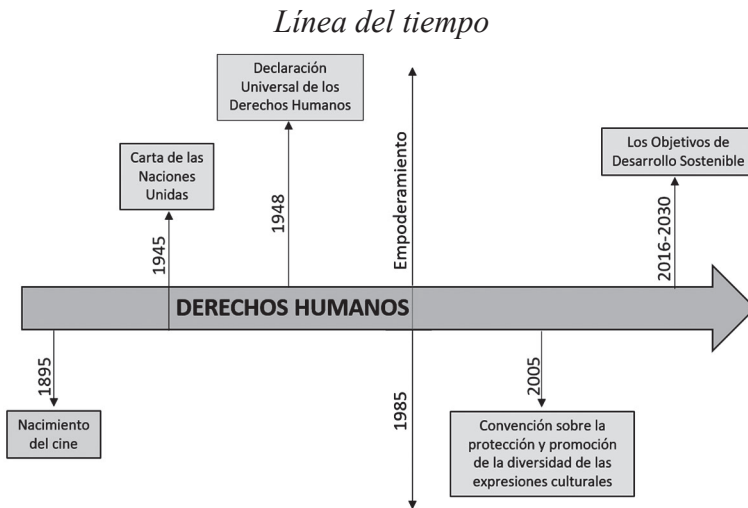 Línea del tiempo
Declaración
Universal de los
Derechos Humanos
Carta de las
Naciones
Unidas
Los Objetivos de
Desarrollo Sostenible
1945
1948
Empoderamiento
2016-2030
DERECHOS HUMANOS
1895
1985
2005
Nacimiento
del cine
Convención sobre la
protección y promoción
de la diversidad de las
expresiones culturales